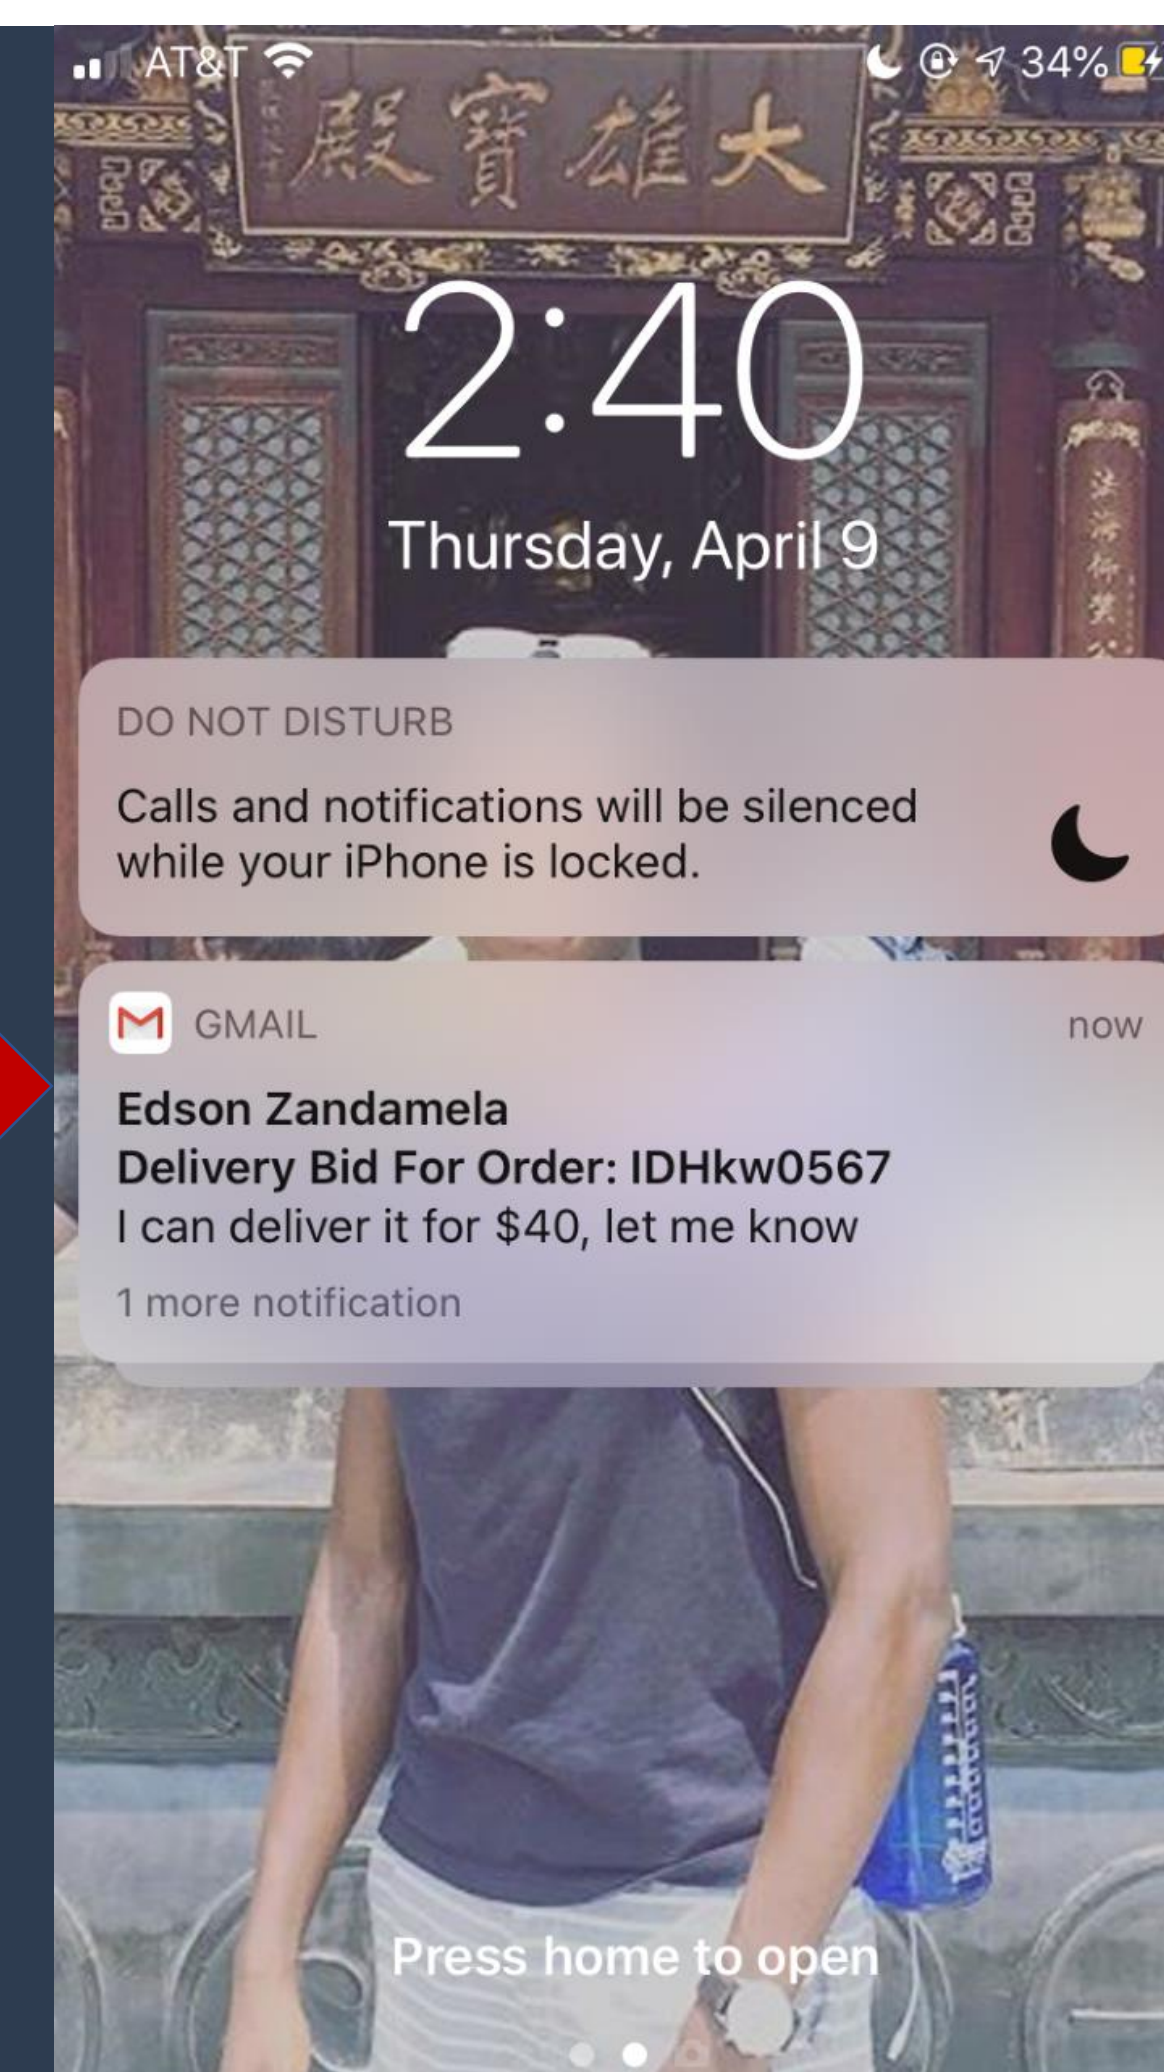 AT&T
34%
殿寳雄大
2:40
Thursday, April 9
DO NOT DISTURB
Calls and notifications will be silenced
while your iPhone is locked.
GMAIL
now
Edson Zandamela
Delivery Bid For Order: IDHkw0567
I can deliver it for $40, let me know
1 more notification
Press home to open